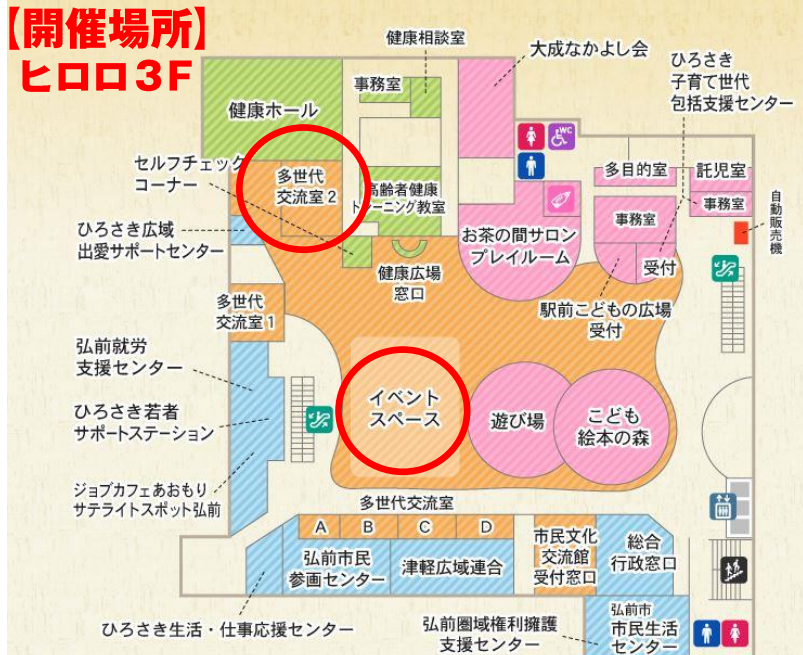 【開催場所】
ヒロロ３F
健康相談室
大成なかよし会
ひろさき
子育て世代
包括支援センター
事務室
健康ホール
WC
セルフチェック
コーナー
多世代
交流室2
高齢者健康
トレーニング教室
多目的室
託児室
事務室
事務室
自動販売機
ひろさき広域
出愛サポートセンター
お茶の間サロン
プレイルーム
受付
健康広場
窓口
駅前こどもの広場
受付
多世代
交流室1
弘前就労
支援センター
イベント
スペース
遊び場
こども
絵本の森
ひろさき若者
サポートステーション
ジョブカフェあおもり
サテライトスポット弘前
多世代交流室
A B C D
弘前市民
参画センター
津軽広域連合
市民文化
交流館
受付窓口
総合
行政窓口
ひろさき生活・仕事応援センター
弘前圏域権利擁護
支援センター
弘前市
市民生活
センター